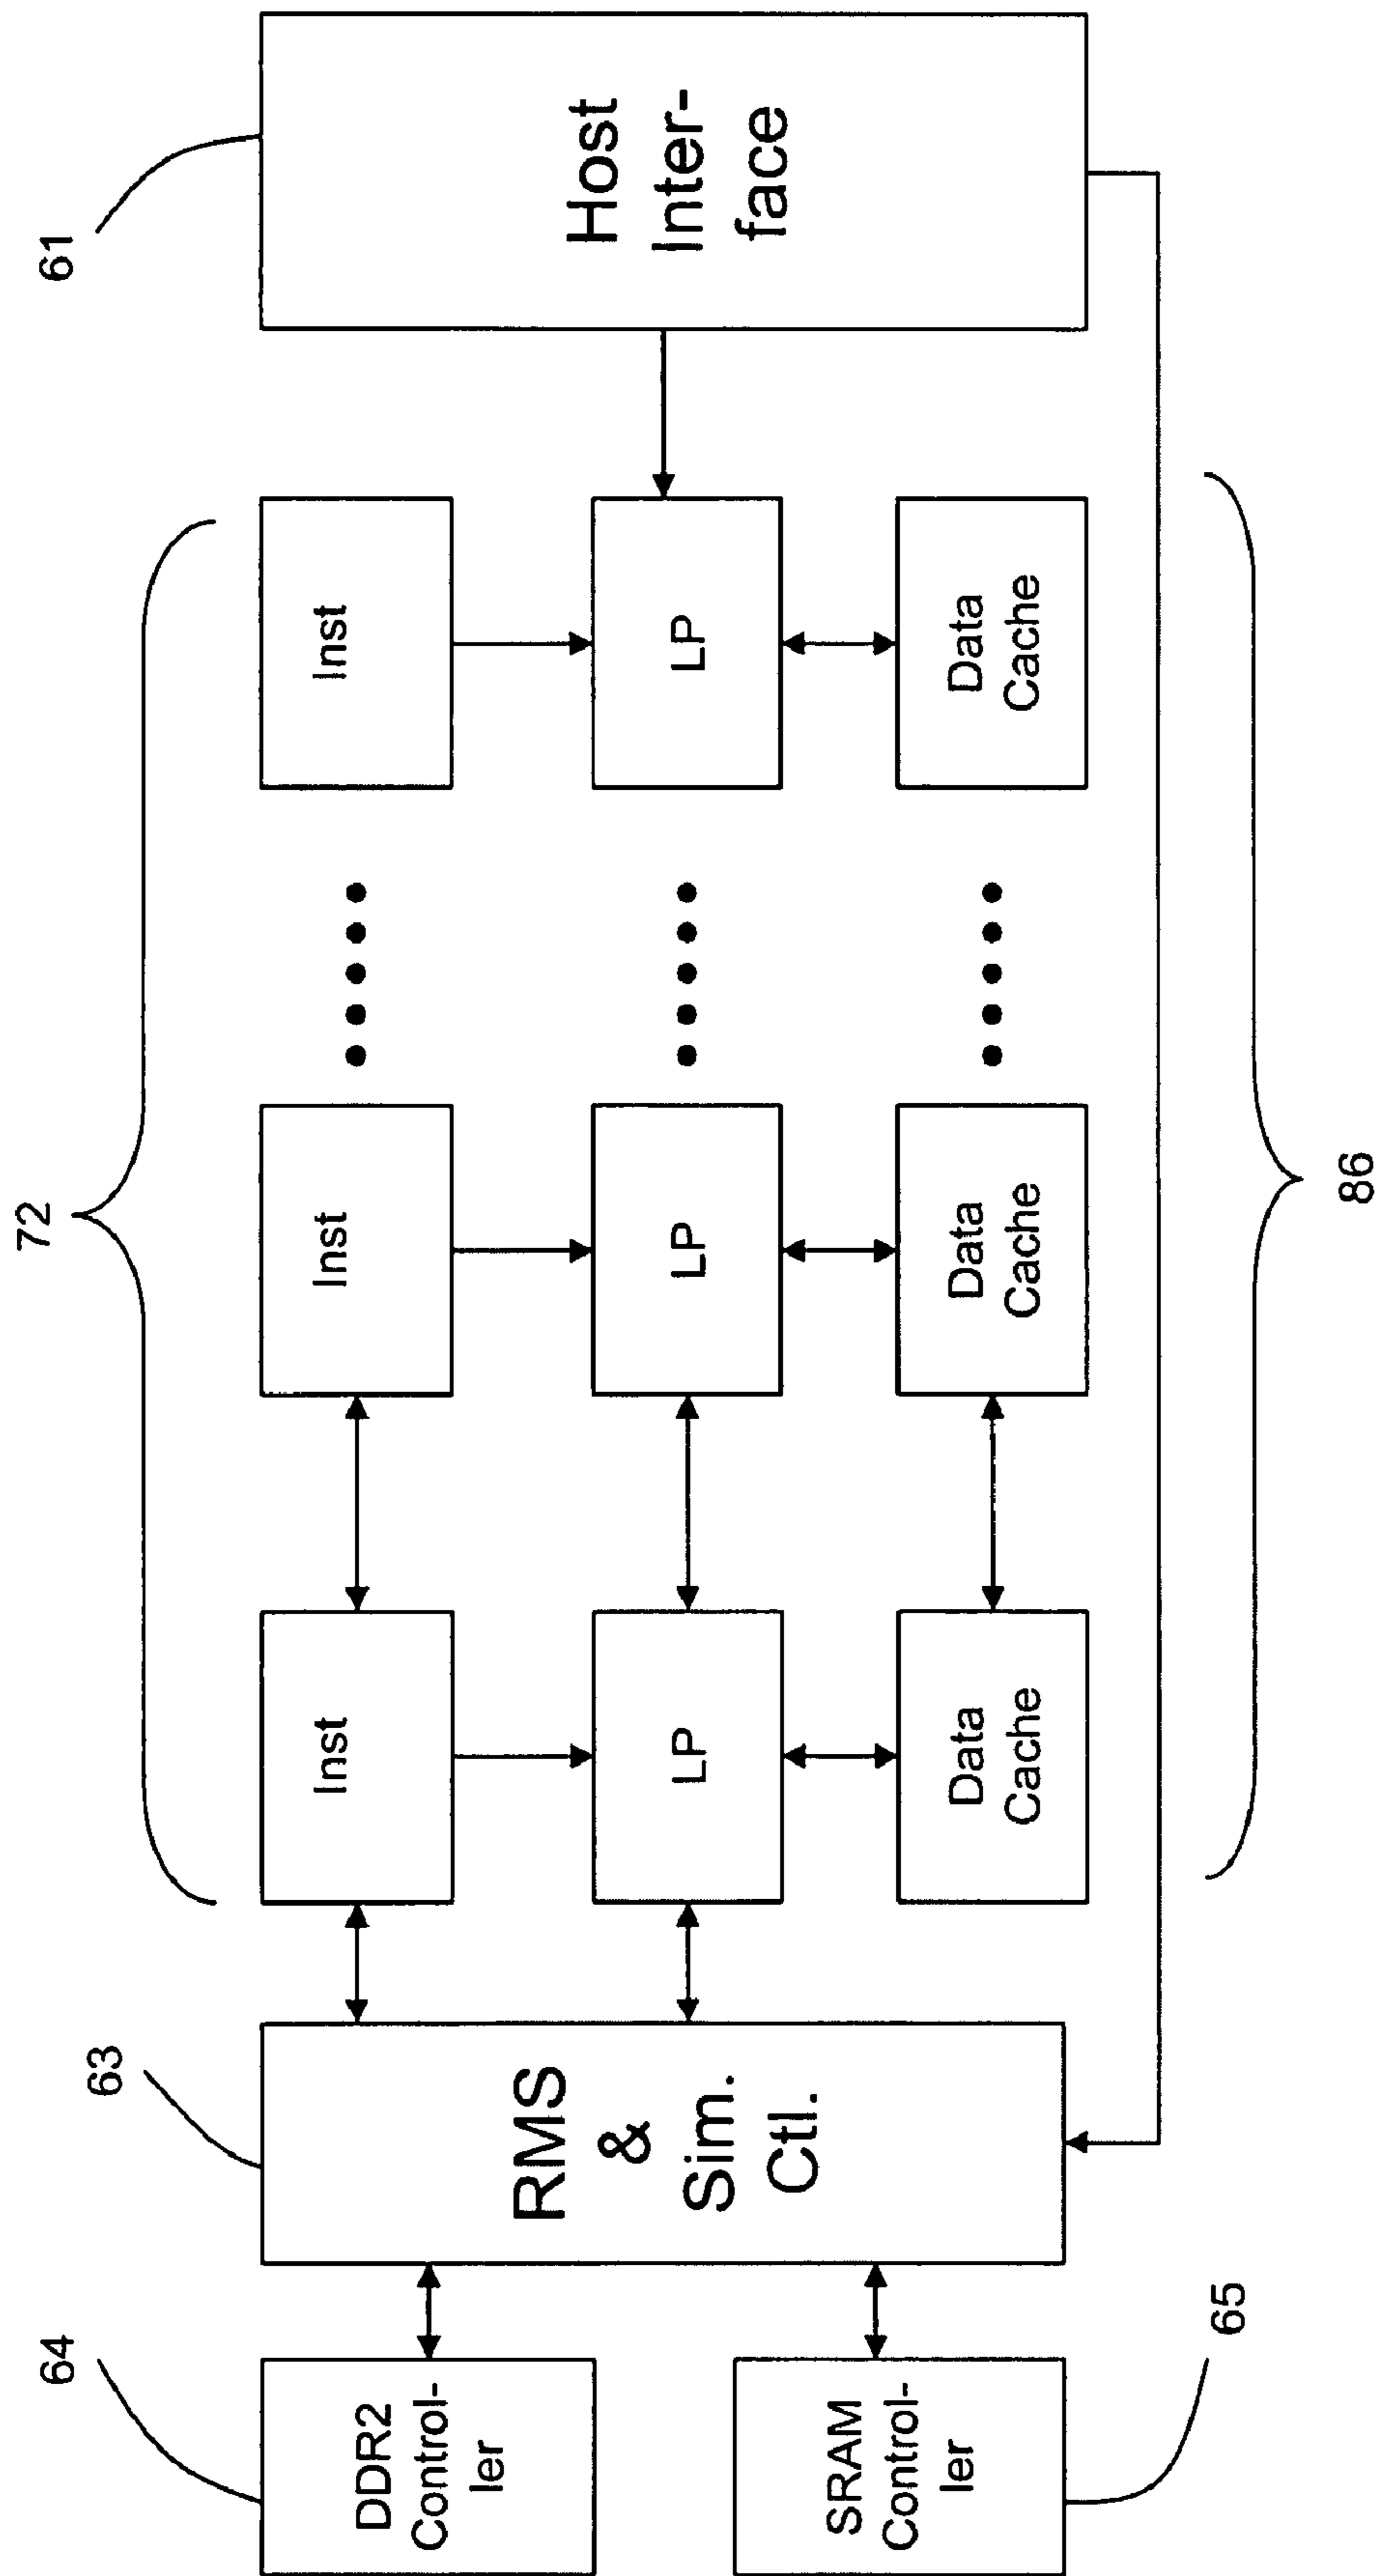 72
61
64
63
DDR2
Control-
ler
SRAM
Control-
ler
65
RMS
&
Sim.
Ctl.
Inst
Inst
Inst
LP
LP
LP
Data
Cache
Data
Cache
Data
Cache
Host
Inter-
face
86